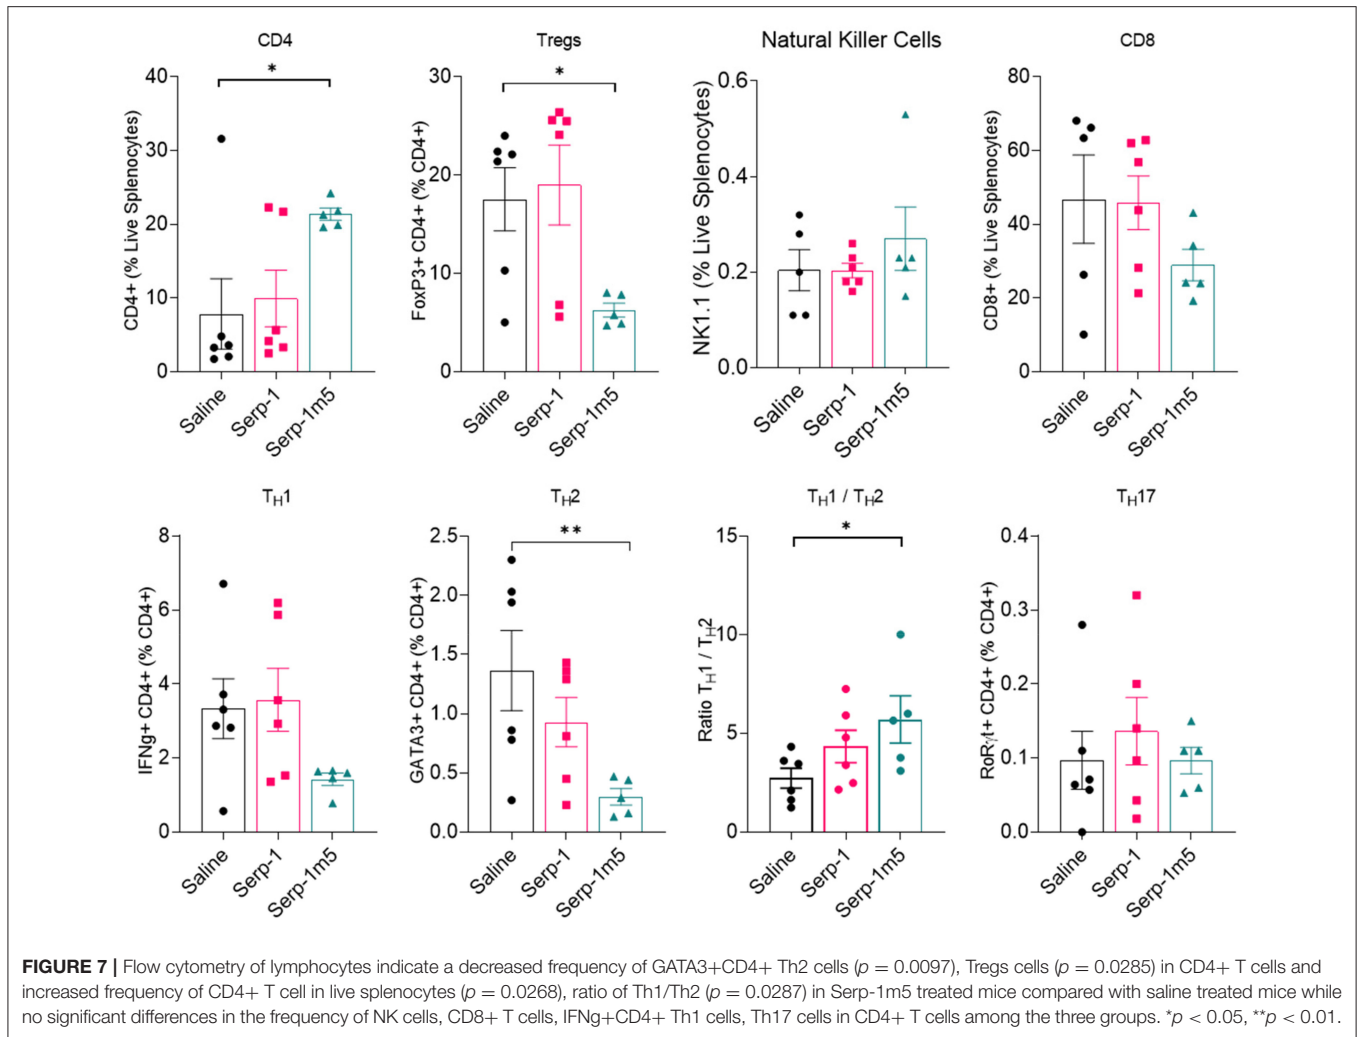 CD4
CD4+ (% Live Splenocytes)
40
30
20
10
0
*
Saline
Serp-1
Serp-1m5
Tregs
FoxP3+ CD4+ (% CD4+)
30
20
10
0
*
Saline
Serp-1
Serp-1m5
Natural Killer Cells
NK1.1 (% Live Splenocytes)
0.6
0.4
0.2
0.0
Saline
Serp-1
Serp-1m5
CD8
CD8+ (% Live Splenocytes)
80
60
40
20
0
Saline
Serp-1
Serp-1m5
TH1
IFNg+ CD4+ (% CD4+)
8
6
4
2
0
Saline
Serp-1
Serp-1m5
TH2
GATA3+ CD4+ (% CD4+)
2.5
2.0
1.5
1.0
0.5
0.0
**
Saline
Serp-1
Serp-1m5
TH1 / TH2
Ratio TH1 / TH2
15
10
5
0
*
Saline
Serp-1
Serp-1m5
TH17
RoRγt+ CD4+ (% CD4+)
0.4
0.3
0.2
0.1
0.0
Saline
Serp-1
Serp-1m5
FIGURE 7 | Flow cytometry of lymphocytes indicate a decreased frequency of GATA3+CD4+ Th2 cells (p = 0.0097), Tregs cells (p = 0.0285) in CD4+ T cells and
increased frequency of CD4+ T cell in live splenocytes (p = 0.0268), ratio of Th1/Th2 (p = 0.0287) in Serp-1m5 treated mice compared with saline treated mice while
no significant differences in the frequency of NK cells, CD8+ T cells, IFNg+CD4+ Th1 cells, Th17 cells in CD4+ T cells among the three groups. *p < 0.05, **p < 0.01.